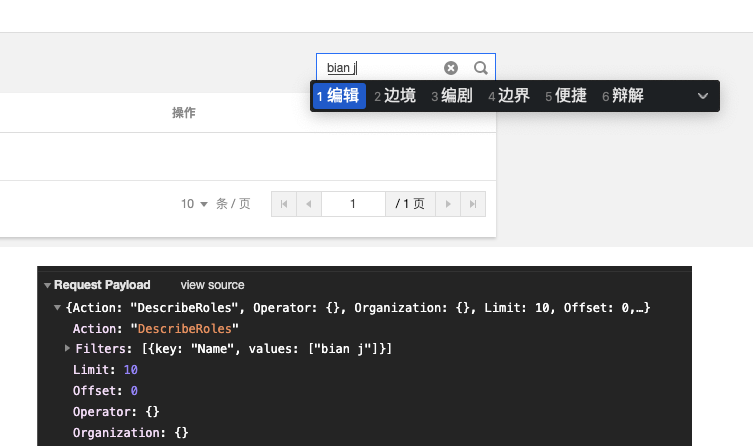 bian j
1 编辑 2 边境 3 编剧 4 边界 5 便捷 6 辩解
操作
10 条 / 页 1 / 1 页
Request Payload view source
{Action: "DescribeRoles", Operator: {}, Organization: {}, Limit: 10, Offset: 0,…}
Action: "DescribeRoles"
Filters: [{key: "Name", values: ["bian j"]}]
Limit: 10
Offset: 0
Operator: {}
Organization: {}